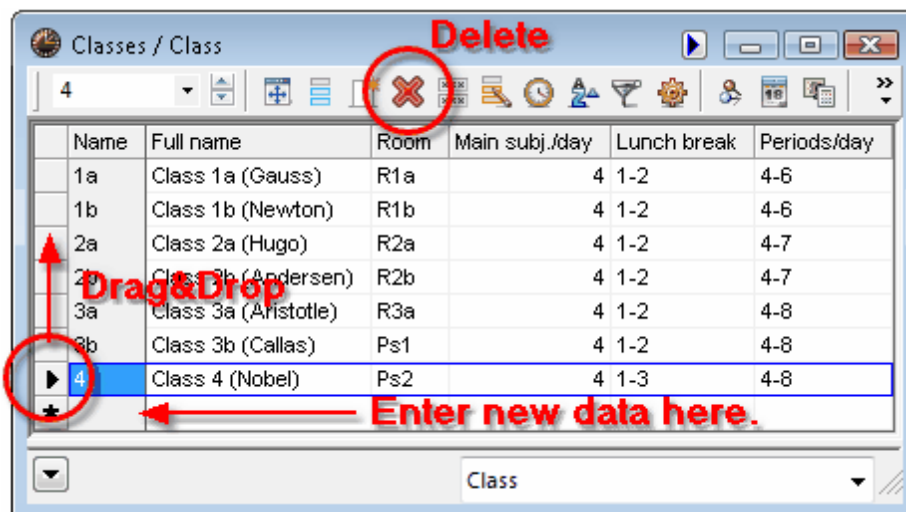 Classes / Class
Delete
4
18
Name Full name Room Main subj./day Lunch break Periods/day
1a Class 1a (Gauss) R1a 4 1-2 4-6
1b Class 1b (Newton) R1b 4 1-2 4-6
2a Class 2a (Hugo) R2a 4 1-2 4-7
2b Class 2b (Andersen) R2b 4 1-2 4-7
Drag&Drop
3a Class 3a (Aristotle) R3a 4 1-2 4-8
3b Class 3b (Callas) Ps1 4 1-2 4-8
4 Class 4 (Nobel) Ps2 4 1-3 4-8
Enter new data here.
Class